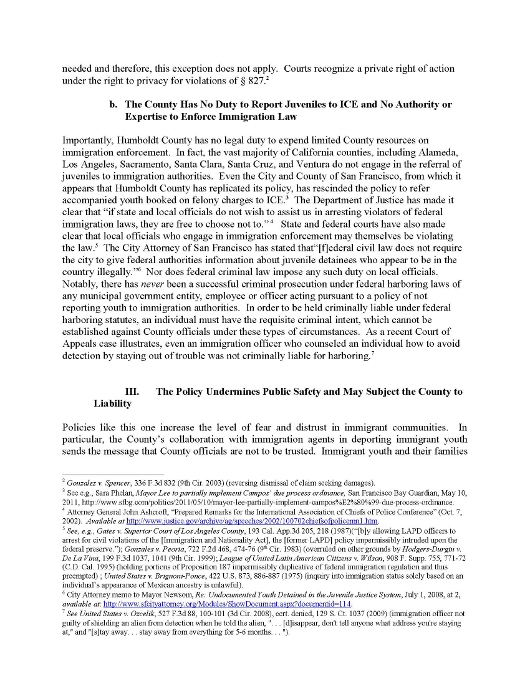 needed and therefore, this exception does not apply. Courts recognize a private right of action
under the right to privacy for violations of § 827.²
b. The County Has No Duty to Report Juveniles to ICE and No Authority or
Expertise to Enforce Immigration Law
Importantly, Humboldt County has no legal duty to expend limited County resources on
immigration enforcement. In fact, the vast majority of California counties, including Alameda,
Los Angeles, Sacramento, Santa Clara, Santa Cruz, and Ventura do not engage in the referral of
juveniles to immigration authorities. Even the City and County of San Francisco, from which it
appears that Humboldt County has replicated its policy, has rescinded the policy to refer
accompanied youth booked on felony charges to ICE.³ The Department of Justice has made it
clear that “if state and local officials do not wish to assist us in arresting violators of federal
immigration laws, they are free to choose not to.”⁴ State and federal courts have also made
clear that local officials who engage in immigration enforcement may themselves be violating
the law.⁵ The City Attorney of San Francisco has stated that“[f]ederal civil law does not require
the city to give federal authorities information about juvenile detainees who appear to be in the
country illegally.”⁶ Nor does federal criminal law impose any such duty on local officials.
Notably, there has never been a successful criminal prosecution under federal harboring laws of
any municipal government entity, employee or officer acting pursuant to a policy of not
reporting youth to immigration authorities. In order to be held criminally liable under federal
harboring statutes, an individual must have the requisite criminal intent, which cannot be
established against County officials under these types of circumstances. As a recent Court of
Appeals case illustrates, even an immigration officer who counseled an individual how to avoid
detection by staying out of trouble was not criminally liable for harboring.⁷
III. The Policy Undermines Public Safety and May Subject the County to
Liability
Policies like this one increase the level of fear and distrust in immigrant communities. In
particular, the County’s collaboration with immigration agents in deporting immigrant youth
sends the message that County officials are not to be trusted. Immigrant youth and their families
² Gonzales v. Spencer, 336 F.3d 832 (9th Cir. 2003) (reversing dismissal of claim seeking damages).
³ See e.g., Sara Phelan, Mayor Lee to partially implement Campos’ due process ordinance, San Francisco Bay Guardian, May 10,
2011, http://www.sfbg.com/politics/2011/05/10/mayor-lee-partially-implement-campos%E2%80%99-due-process-ordinance.
⁴ Attorney General John Ashcroft, “Prepared Remarks for the International Association of Chiefs of Police Conference” (Oct. 7,
2002). Available at http://www.justice.gov/archive/ag/speeches/2002/100702chiefsofpolicemn1.htm.
⁵ See, e.g., Gates v. Superior Court of Los Angeles County, 193 Cal. App.3d 205, 218 (1987)(“[b]y allowing LAPD officers to
arrest for civil violations of the [Immigration and Nationality Act], the [former LAPD] policy impermissibly intruded upon the
federal preserve.”); Gonzales v. Peoria, 722 F.2d 468, 474-76 (9th Cir. 1983) (overruled on other grounds by Hodgers-Durgin v.
De La Vina, 199 F.3d 1037, 1041 (9th Cir. 1999); League of United Latin American Citizens v. Wilson, 908 F. Supp. 755, 771-72
(C.D. Cal. 1995) (holding portions of Proposition 187 impermissibly duplicative of federal immigration regulation and thus
preempted) ; United States v. Brignoni-Ponce, 422 U.S. 873, 886-887 (1975) (inquiry into immigration status solely based on an
individual’s appearance of Mexican ancestry is unlawful).
⁶ City Attorney memo to Mayor Newsom, Re: Undocumented Youth Detained in the Juvenile Justice System, July 1, 2008, at 2,
available at: http://www.sfcityattorney.org/Modules/ShowDocument.aspx?documentid=114.
⁷ See United States v. Ozcelik, 527 F.3d 88, 100-101 (3d Cir. 2008), cert. denied, 129 S. Ct. 1037 (2009) (immigration officer not
guilty of shielding an alien from detection when he told the alien, ". . . [d]isappear, don't tell anyone what address you're staying
at," and "[s]tay away. . . stay away from everything for 5-6 months. . . ").